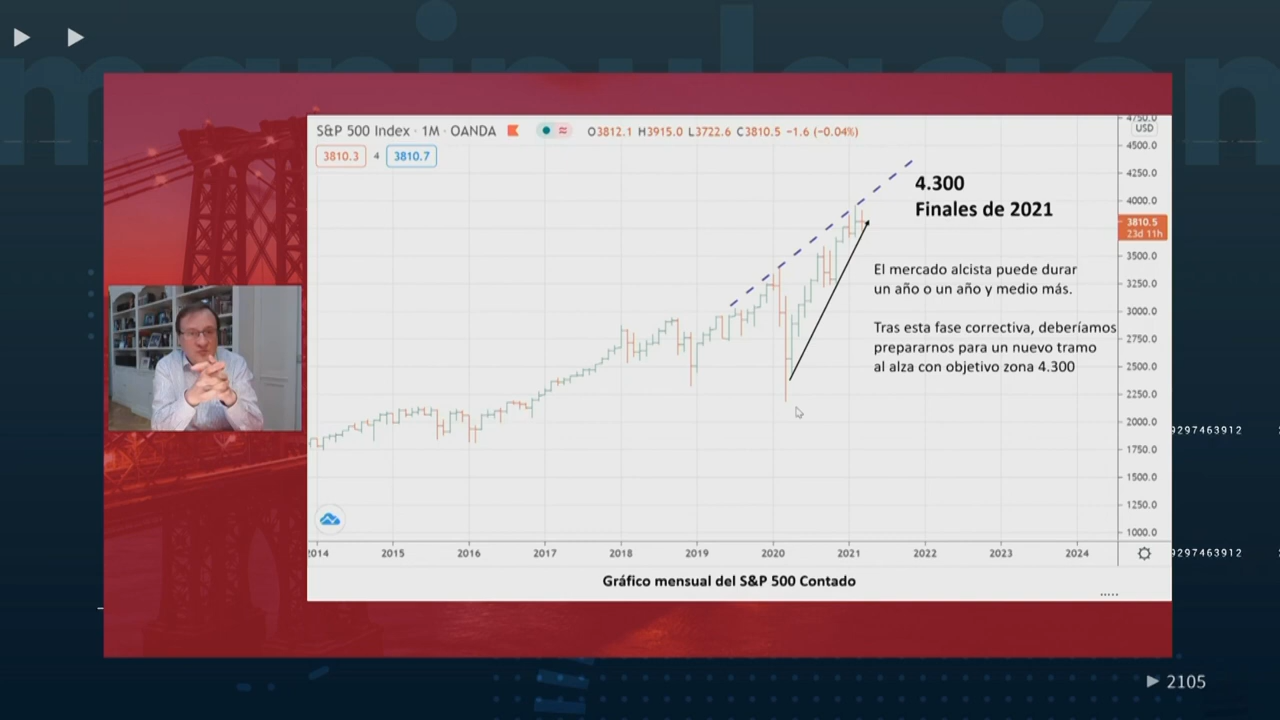 manipulación
S&P 500 Index · 1M · OANDA
O3812.1 H3915.0 L3722.6 C3810.5 −1.6 (−0.04%)
3810.3 4 3810.7
4750.0
USD
4500.0
4250.0
4000.0
3810.5
23d 11h
3500.0
3250.0
3000.0
2750.0
2500.0
2250.0
2000.0
1750.0
1500.0
1250.0
1000.0
4.300
Finales de 2021
El mercado alcista puede durar
un año o un año y medio más.
Tras esta fase correctiva, deberíamos
prepararnos para un nuevo tramo
al alza con objetivo zona 4.300
2014 2015 2016 2017 2018 2019 2020 2021 2022 2023 2024
Gráfico mensual del S&P 500 Contado
9297463912
9297463912
2105